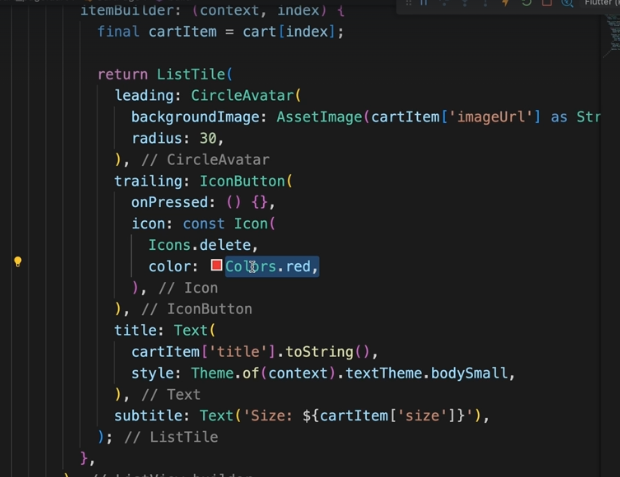 Flutter (
itemBuilder: (context, index) {
final cartItem = cart[index];
return ListTile(
leading: CircleAvatar(
backgroundImage: AssetImage(cartItem['imageUrl'] as Str
radius: 30,
), // CircleAvatar
trailing: IconButton(
onPressed: () {},
icon: const Icon(
Icons.delete,
color: Colors.red,
), // Icon
), // IconButton
title: Text(
cartItem['title'].toString(),
style: Theme.of(context).textTheme.bodySmall,
), // Text
subtitle: Text('Size: ${cartItem['size']}'),
); // ListTile
},
), // ListView.builder